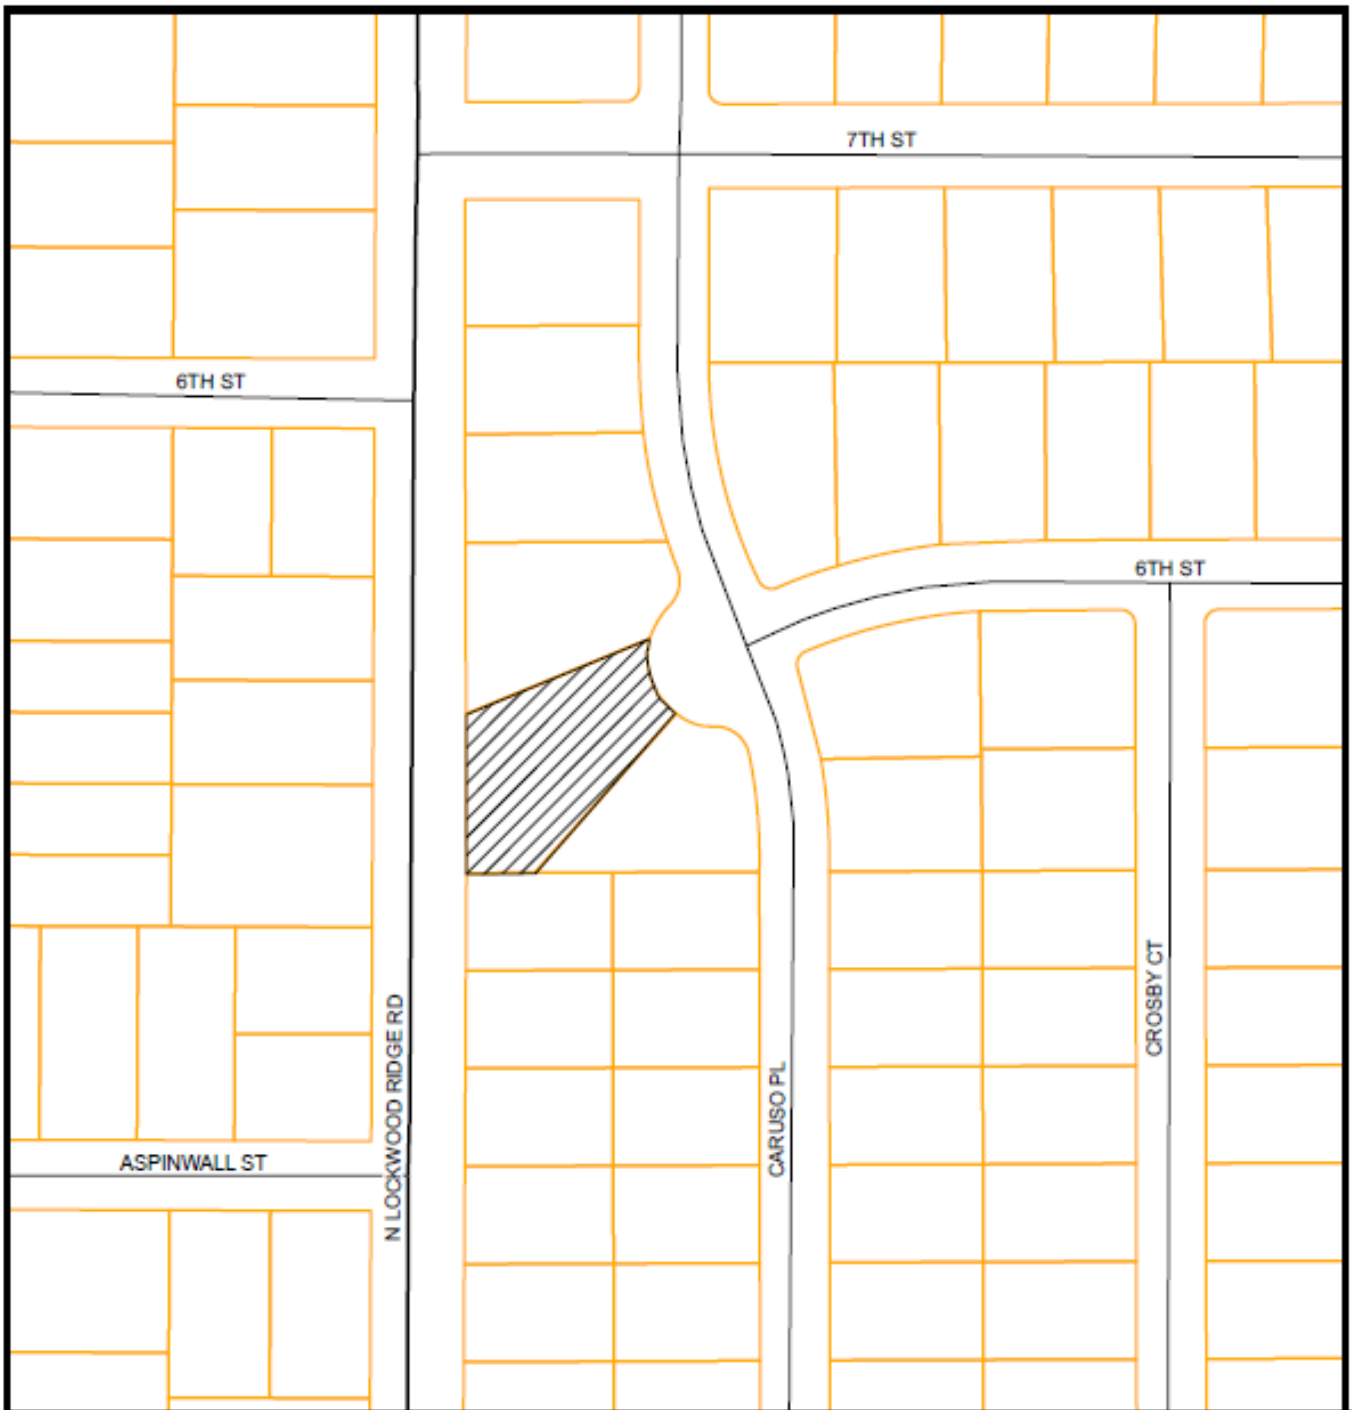 7TH ST
6TH ST
6TH ST
CROSBY CT
N LOCKWOOD RIDGE RD
CARUSO PL
ASPINWALL ST